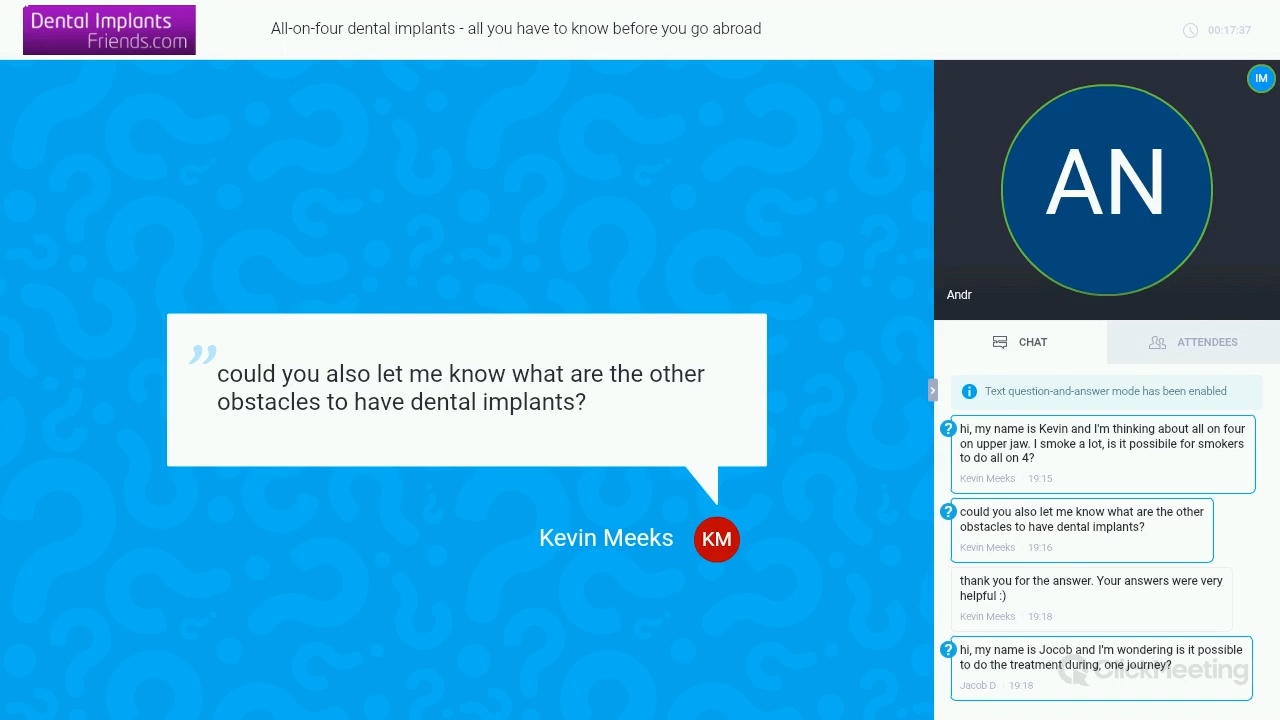 Dental Implants
Friends.com
All-on-four dental implants - all you have to know before you go abroad
00:17:37
IM
AN
Andr
”
could you also let me know what are the other
obstacles to have dental implants?
Kevin Meeks
KM
CHAT
ATTENDEES
Text question-and-answer mode has been enabled
? hi, my name is Kevin and I'm thinking about all on four
on upper jaw. I smoke a lot, is it possibile for smokers
to do all on 4?
Kevin Meeks 19:15
? could you also let me know what are the other
obstacles to have dental implants?
Kevin Meeks 19:16
thank you for the answer. Your answers were very
helpful :)
Kevin Meeks 19:18
? hi, my name is Jocob and I'm wondering is it possible
to do the treatment during, one journey?
Jacob D 19:18
ClickMeeting